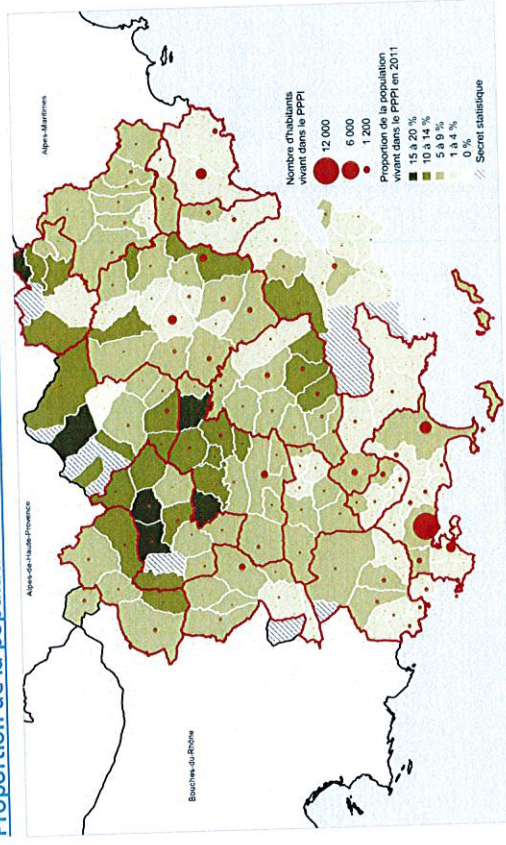 Proportion de la
Alpes-de-Haute-Provence
Alpes-Maritimes
Bouches-du-Rhône
Nombre d'habitants
vivant dans le PPPI
12 000
6 000
1 200
Proportion de la population
vivant dans le PPPI en 2011
15 à 20 %
10 à 14 %
5 à 9 %
1 à 4 %
0 %
Secret statistique